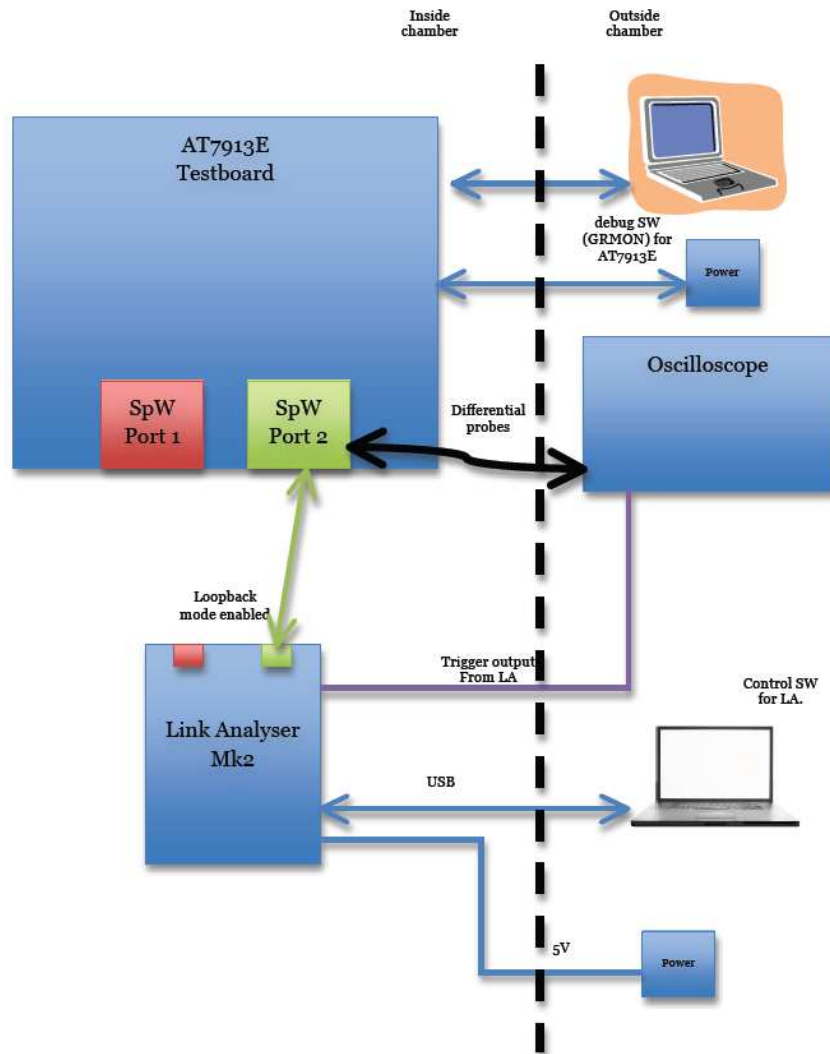 Inside
chamber
Outside
chamber
AT7913E
Testboard
debug SW
(GRMON) for
AT7913E
Power
Oscilloscope
SpW
Port 1
SpW
Port 2
Differential
probes
Loopback
mode enabled
Trigger output
From LA
Control SW
for LA.
Link Analyser
Mk2
USB
5V
Power